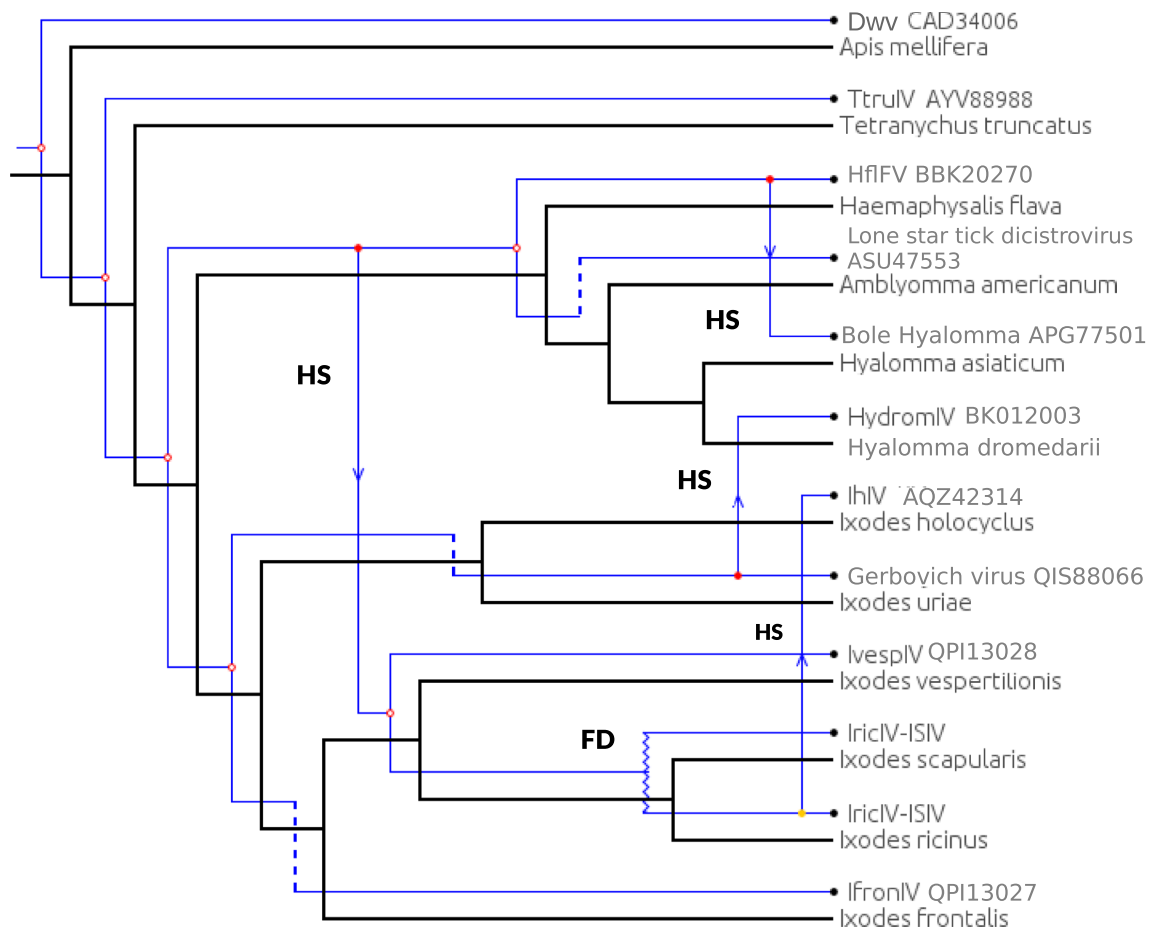 Dwv CAD34006
Apis mellifera
TtruIV AYV88988
Tetranychus truncatus
HflFV BBK20270
Haemaphysalis flava
Lone star tick dicistrovirus
ASU47553
Amblyomma americanum
HS
Bole Hyalomma APG77501
Hyalomma asiaticum
HS
HydromIV BK012003
Hyalomma dromedarii
HS
IhIV AQZ42314
Ixodes holocyclus
Gerbovich virus QIS88066
Ixodes uriae
HS
IvespIV QPI13028
Ixodes vespertilionis
IricIV-ISIV
FD
Ixodes scapularis
IricIV-ISIV
Ixodes ricinus
IfronIV QPI13027
Ixodes frontalis